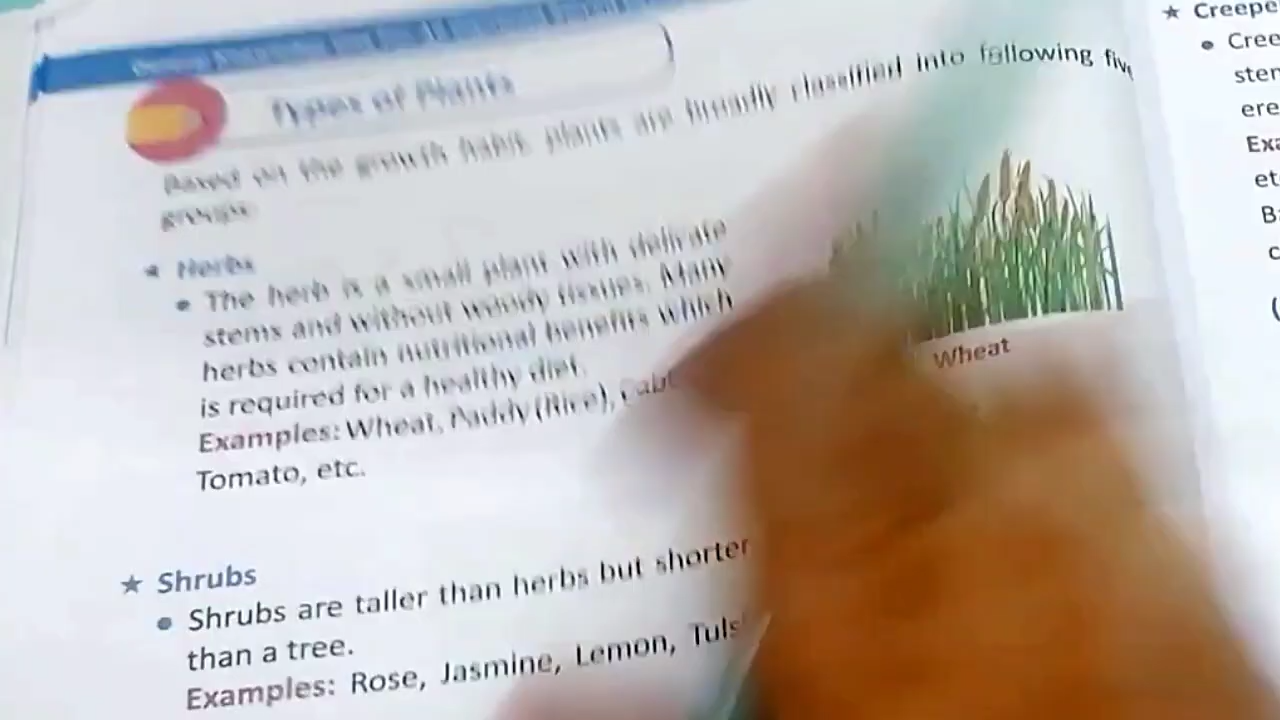 Types of Plants
Based on the growth habit, plants are broadly classified into following five
groups:
★ Herbs
• The herb is a small plant with delicate
stems and without woody tissues. Many
herbs contain nutritional benefits which
is required for a healthy diet.
Examples: Wheat, Paddy (Rice),
Tomato, etc.
Wheat
★ Shrubs
• Shrubs are taller than herbs but shorter
than a tree.
Examples: Rose, Jasmine, Lemon,
★ Creepe
• Cree